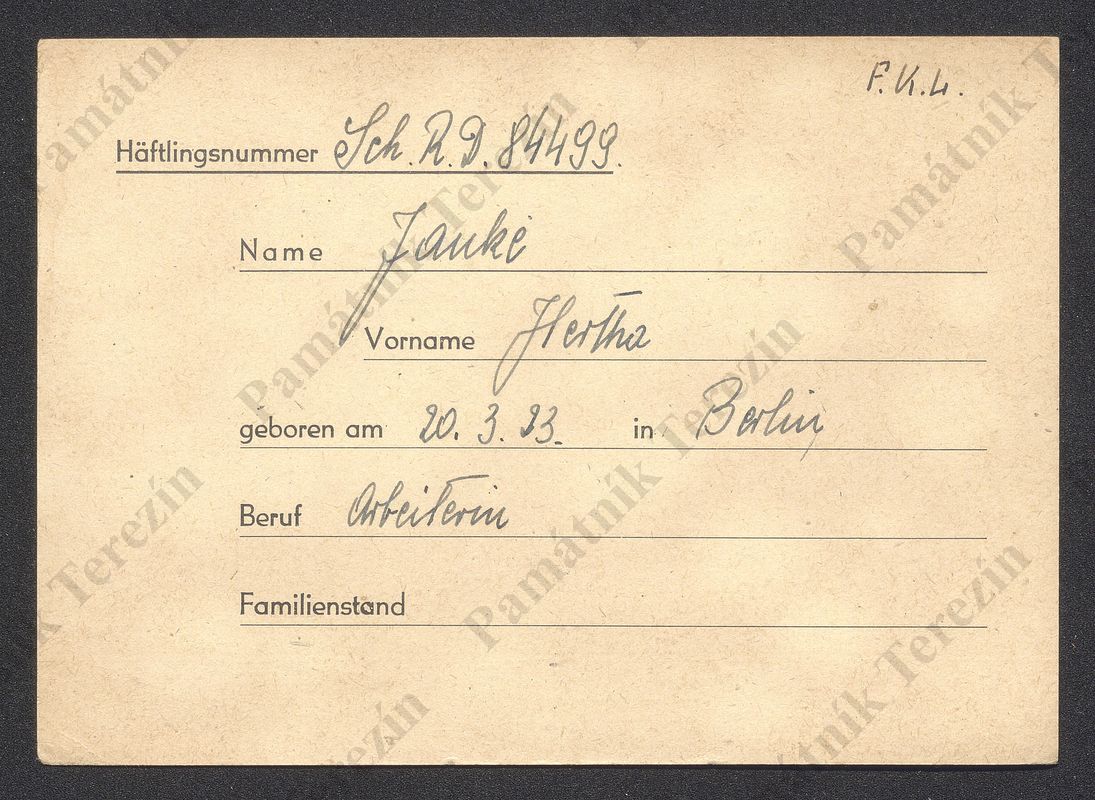 F.K.L.
Häftlingsnummer Sch. R. D. 84499.
Name Janke
Vorname Hertha
geboren am 20. 3. 23. in Berlin
Beruf Arbeiterin
Familienstand
Památník Terezín